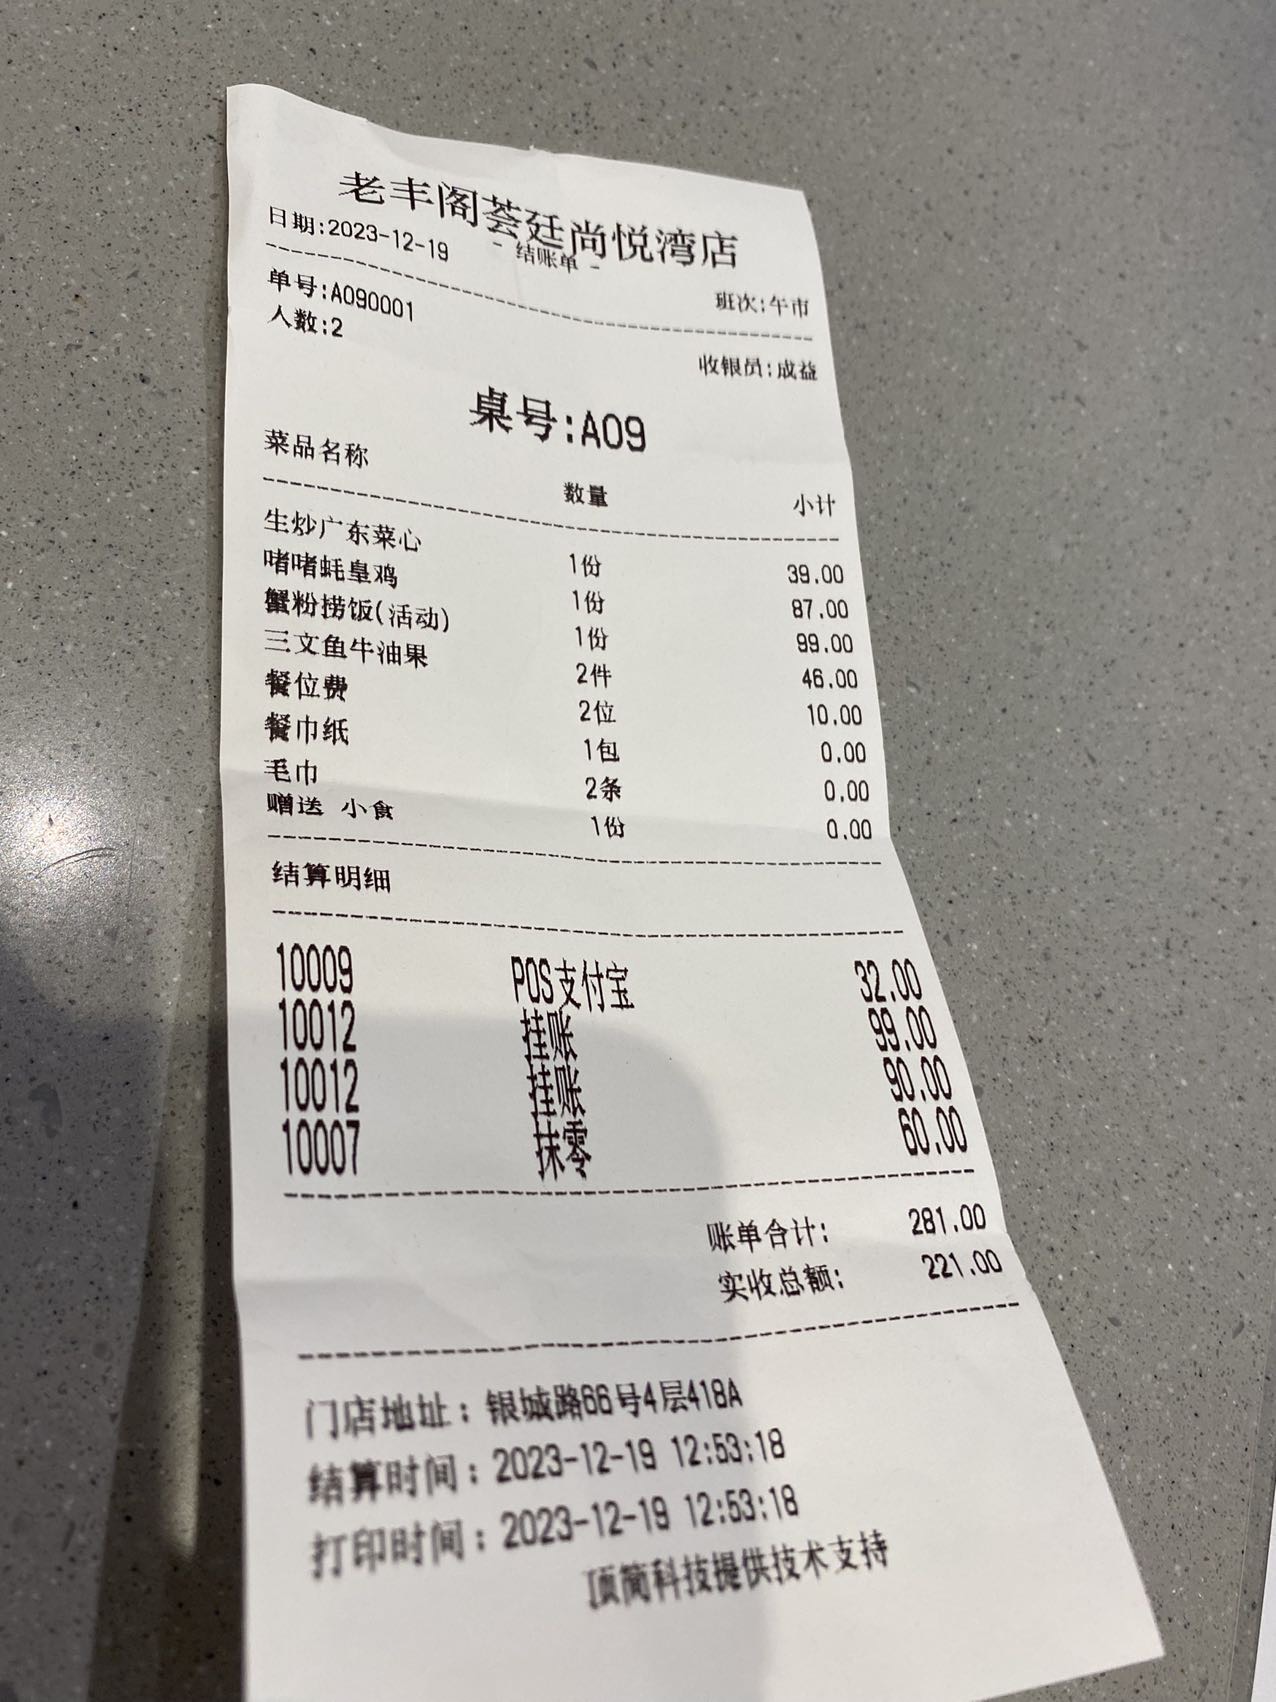 老丰阁荟廷尚悦湾店
- 结账单 -
日期:2023-12-19 班次:午市
单号:A090001 收银员:成益
人数:2
桌号:A09
菜品名称 数量 小计
生炒广东菜心 1份 39.00
啫啫蚝皇鸡 1份 87.00
蟹粉捞饭(活动) 1份 99.00
三文鱼牛油果 2件 46.00
餐位费 2位 10.00
餐巾纸 1包 0.00
毛巾 2条 0.00
赠送 小食 1份 0.00
结算明细
10009 POS支付宝 32.00
10012 挂账 99.00
10012 挂账 90.00
10007 抹零 60.00
账单合计: 281.00
实收总额: 221.00
门店地址：银城路66号4层418A
结算时间：2023-12-19 12:53:18
打印时间：2023-12-19 12:53:18
顶简科技提供技术支持